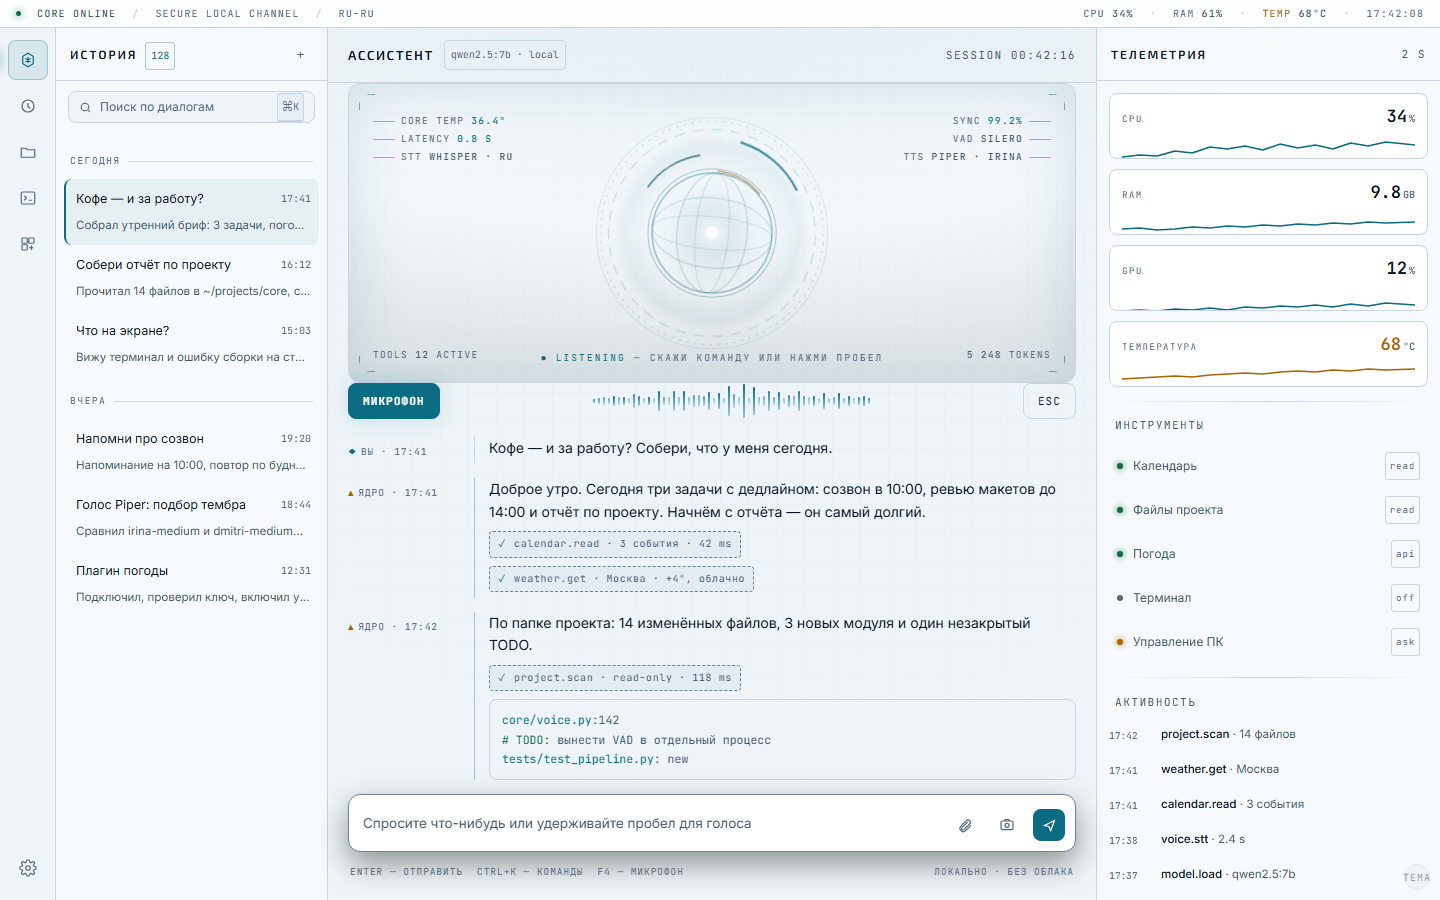 CORE ONLINE / SECURE LOCAL CHANNEL / RU-RU
CPU 34% · RAM 61% · TEMP 68°C · 17:42:08
ИСТОРИЯ 128 +
Поиск по диалогам ⌘K
СЕГОДНЯ
Кофе — и за работу? 17:41
Собрал утренний бриф: 3 задачи, пого…
Собери отчёт по проекту 16:12
Прочитал 14 файлов в ~/projects/core, с…
Что на экране? 15:03
Вижу терминал и ошибку сборки на ст…
ВЧЕРА
Напомни про созвон 19:20
Напоминание на 10:00, повтор по будн…
Голос Piper: подбор тембра 18:44
Сравнил irina-medium и dmitri-medium…
Плагин погоды 12:31
Подключил, проверил ключ, включил у…
АССИСТЕНТ qwen2.5:7b · local SESSION 00:42:16
CORE TEMP 36.4°
LATENCY 0.8 S
STT WHISPER · RU
SYNC 99.2%
VAD SILERO
TTS PIPER · IRINA
TOOLS 12 ACTIVE
● LISTENING — СКАЖИ КОМАНДУ ИЛИ НАЖМИ ПРОБЕЛ
5 248 TOKENS
МИКРОФОН
ESC
◆ ВЫ · 17:41
Кофе — и за работу? Собери, что у меня сегодня.
▲ ЯДРО · 17:41
Доброе утро. Сегодня три задачи с дедлайном: созвон в 10:00, ревью макетов до
14:00 и отчёт по проекту. Начнём с отчёта — он самый долгий.
✓ calendar.read · 3 события · 42 ms
✓ weather.get · Москва · +4°, облачно
▲ ЯДРО · 17:42
По папке проекта: 14 изменённых файлов, 3 новых модуля и один незакрытый
TODO.
✓ project.scan · read-only · 118 ms
core/voice.py:142
# TODO: вынести VAD в отдельный процесс
tests/test_pipeline.py: new
Спросите что-нибудь или удерживайте пробел для голоса
ENTER — ОТПРАВИТЬ CTRL+K — КОМАНДЫ F4 — МИКРОФОН
ЛОКАЛЬНО · БЕЗ ОБЛАКА
ТЕЛЕМЕТРИЯ 2 S
CPU 34%
RAM 9.8GB
GPU 12%
ТЕМПЕРАТУРА 68°C
ИНСТРУМЕНТЫ
Календарь read
Файлы проекта read
Погода api
Терминал off
Управление ПК ask
АКТИВНОСТЬ
17:42 project.scan · 14 файлов
17:41 weather.get · Москва
17:41 calendar.read · 3 события
17:38 voice.stt · 2.4 s
17:37 model.load · qwen2.5:7b
ТЕМА